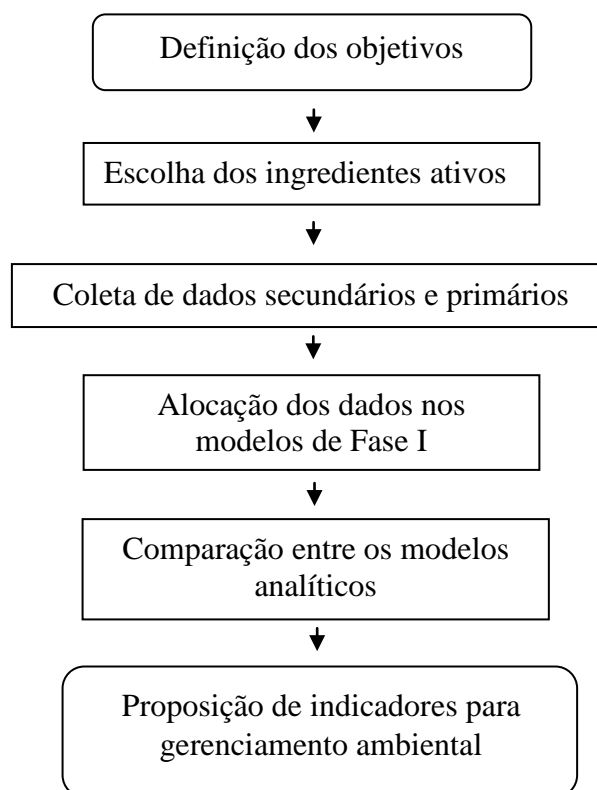 Definição dos objetivos
Escolha dos ingredientes ativos
Coleta de dados secundários e primários
Alocação dos dados nos
modelos de Fase I
Comparação entre os modelos
analíticos
Proposição de indicadores para
gerenciamento ambiental